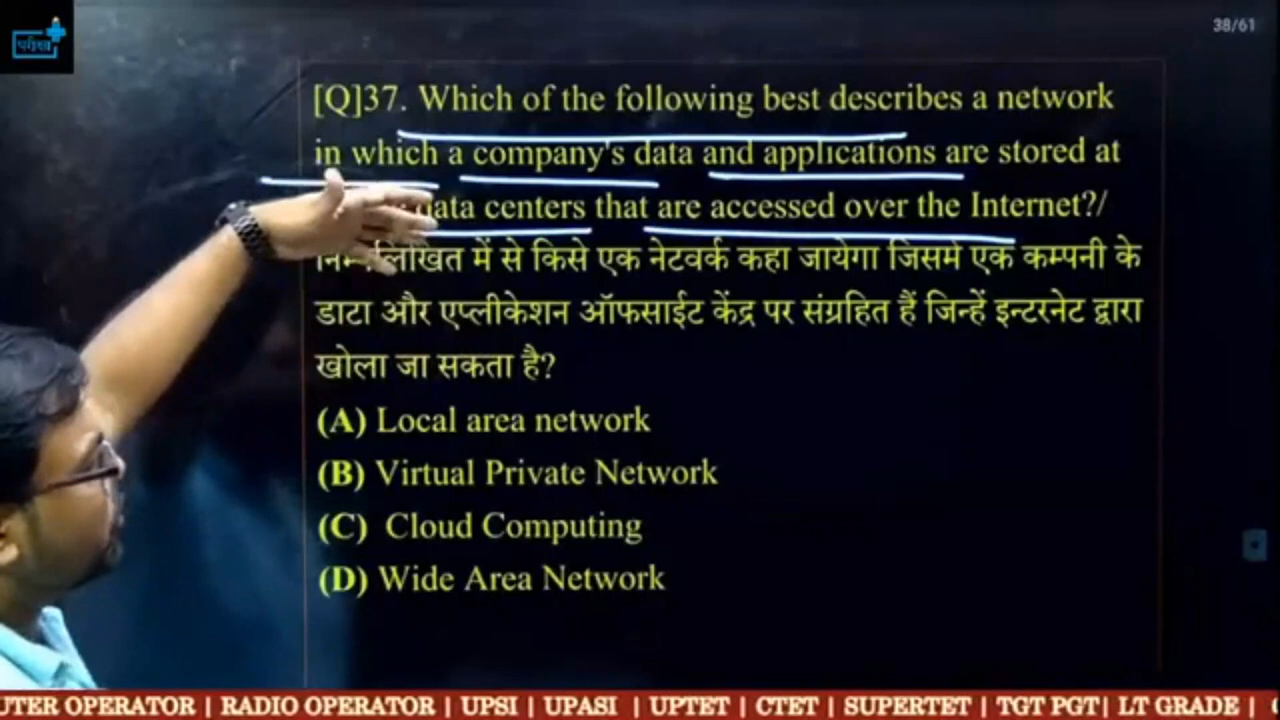 परीक्षा
38/61
[Q]37. Which of the following best describes a network
in which a company's data and applications are stored at
data centers that are accessed over the Internet?/
में से किसे एक नेटवर्क कहा जायेगा जिसमे एक कम्पनी के
डाटा और एप्लीकेशन ऑफसाईट केंद्र पर संग्रहित हैं जिन्हें इन्टरनेट द्वारा
खोला जा सकता है?
(A) Local area network
(B) Virtual Private Network
(C) Cloud Computing
(D) Wide Area Network
UTER OPERATOR | RADIO OPERATOR | UPSI | UPASI | UPTET | CTET | SUPERTET | TGT PGT| LT GRADE |